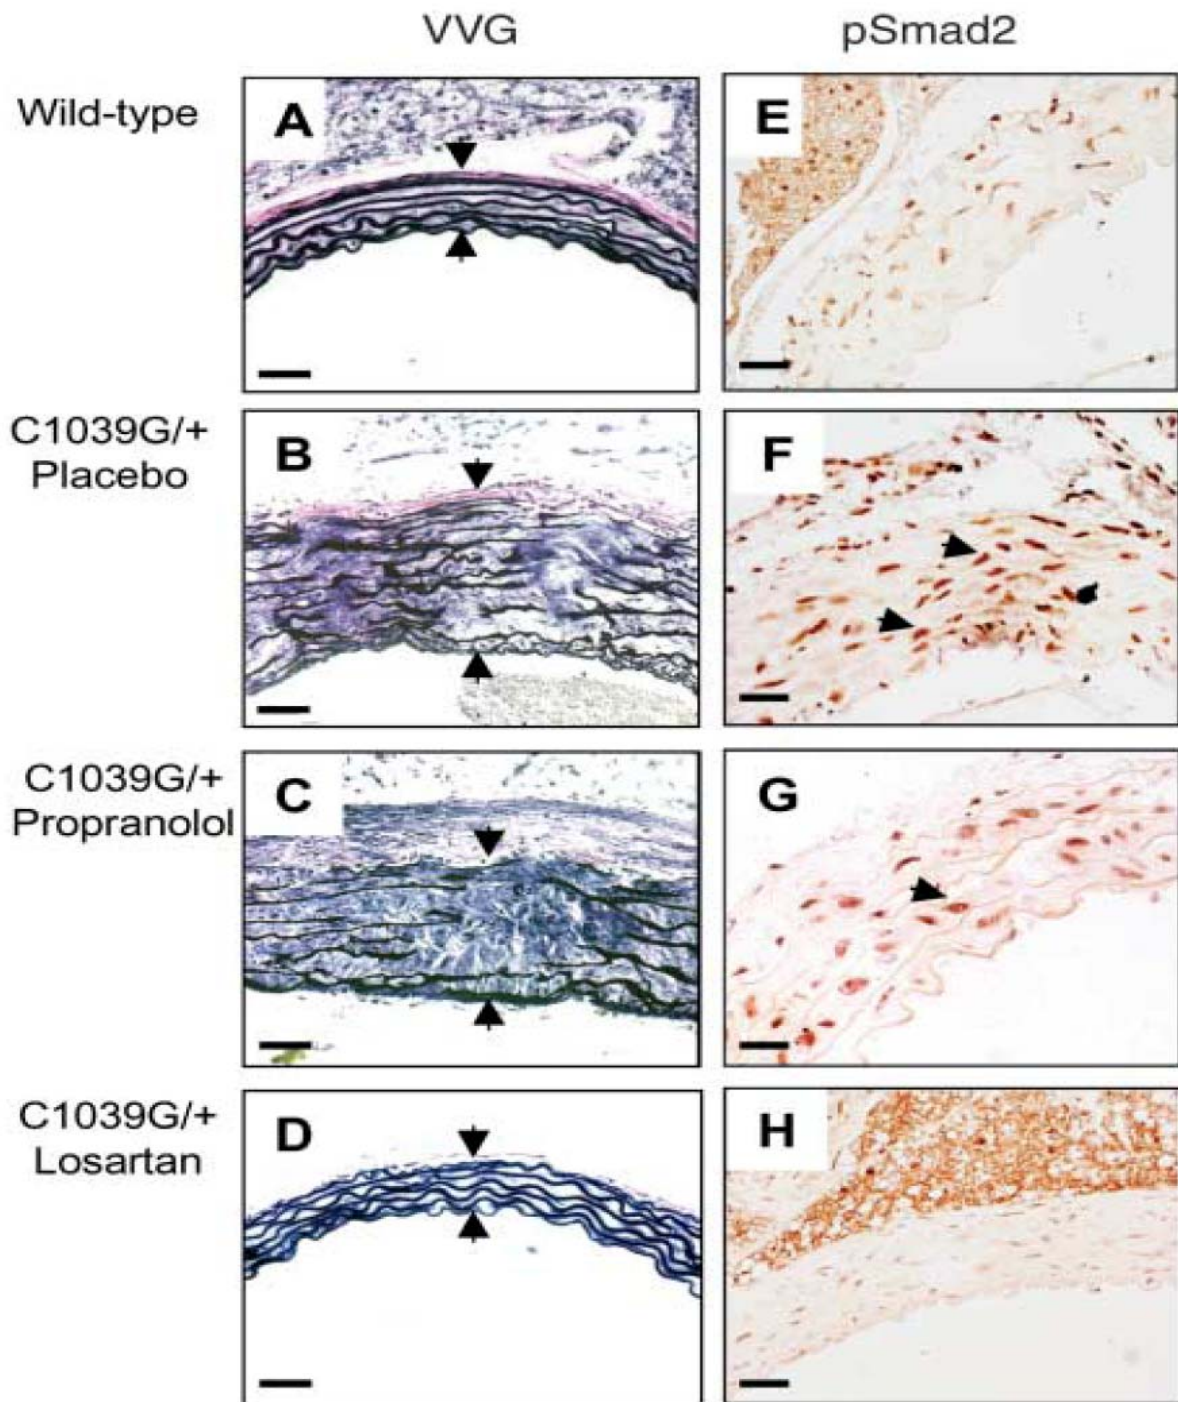 VVG
pSmad2
Wild-type
A
E
C1039G/+
Placebo
B
F
C1039G/+
Propranolol
C
G
C1039G/+
Losartan
D
H